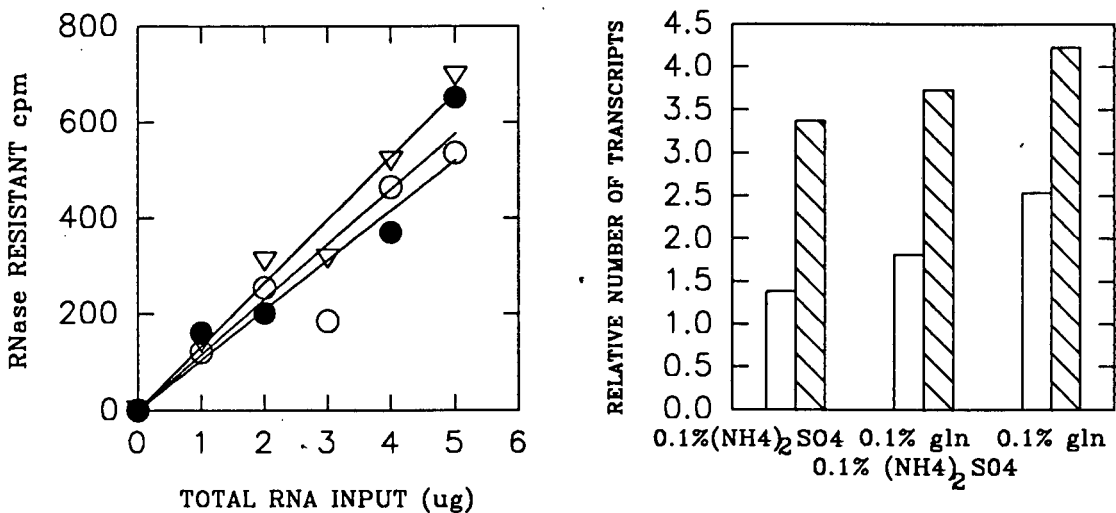 RNase RESISTANT cpm
800
600
400
200
0
0 1 2 3 4 5 6
TOTAL RNA INPUT (ug)
RELATIVE NUMBER OF TRANSCRIPTS
4.5
4.0
3.5
3.0
2.5
2.0
1.5
1.0
0.5
0.0
0.1%(NH4)2SO4 0.1% gln 0.1% gln
0.1% (NH4)2SO4